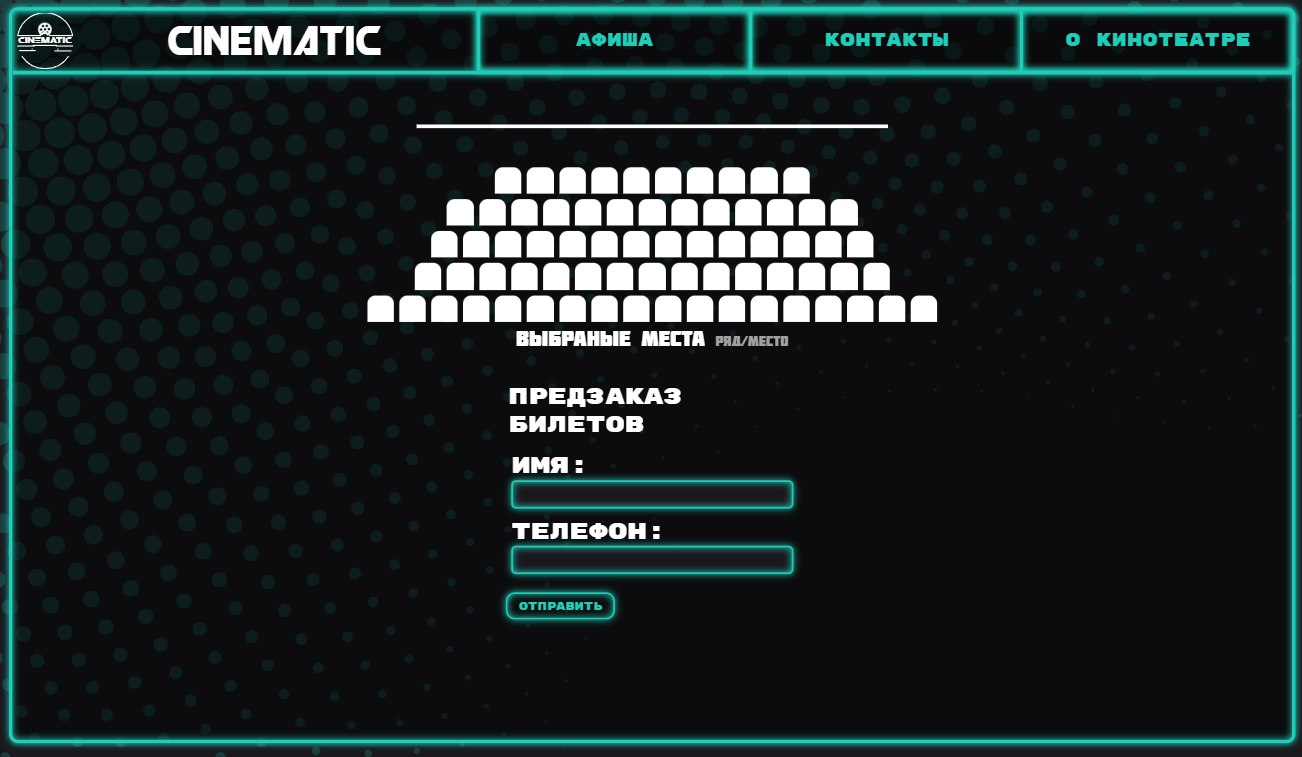 CINEMATIC
CINEMATIC
АФИША
КОНТАКТЫ
О КИНОТЕАТРЕ
ВЫБРАНЫЕ МЕСТА РЯД/МЕСТО
ПРЕДЗАКАЗ
БИЛЕТОВ
ИМЯ:
ТЕЛЕФОН:
ОТПРАВИТЬ